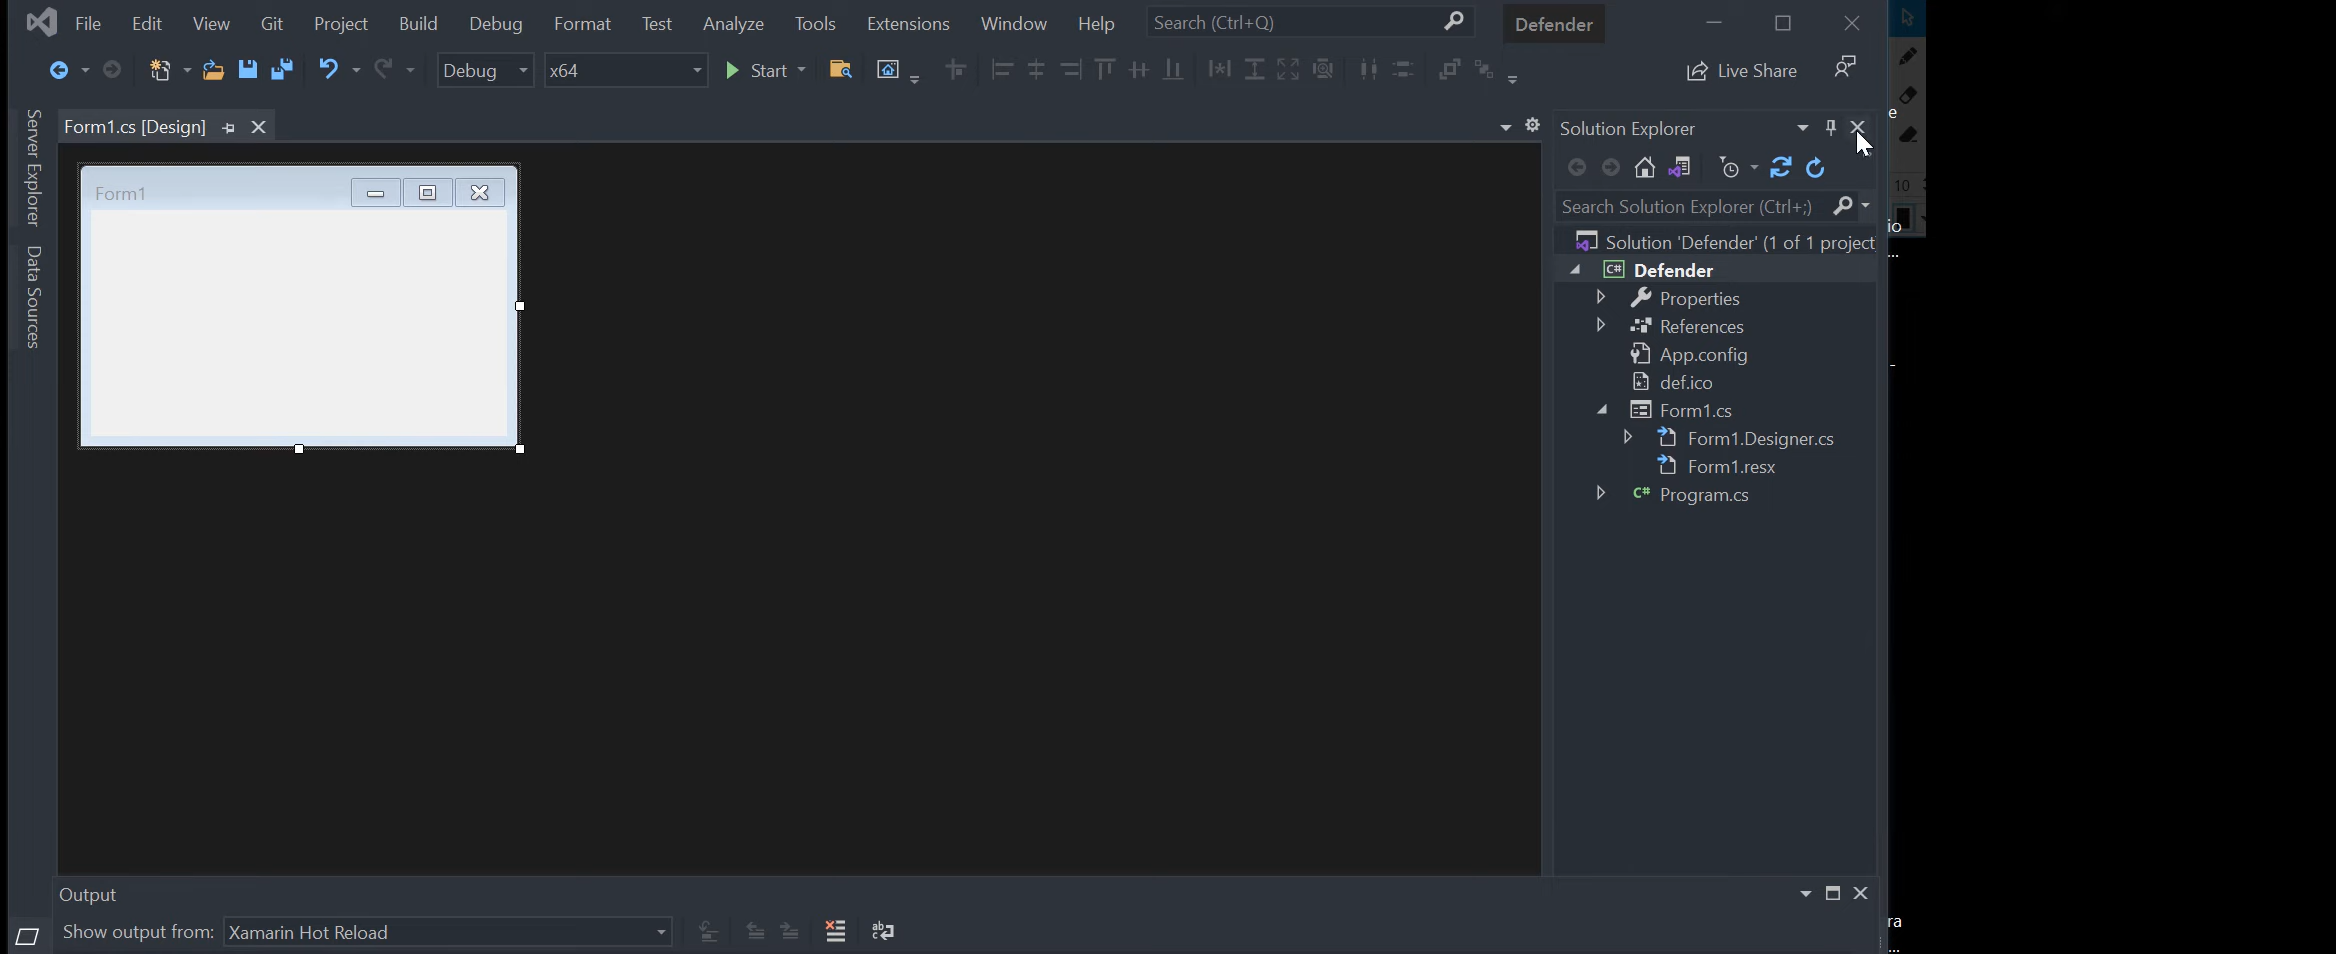 File Edit View Git Project Build Debug Format Test Analyze Tools Extensions Window Help Search (Ctrl+Q) Defender
Debug x64 Start Live Share
Server Explorer
Data Sources
Form1.cs [Design]
Form1
Solution Explorer
Search Solution Explorer (Ctrl+;)
Solution 'Defender' (1 of 1 project
C# Defender
Properties
References
App.config
def.ico
Form1.cs
Form1.Designer.cs
Form1.resx
C# Program.cs
e
10
io
...
-
Output
Show output from: Xamarin Hot Reload
ra
...